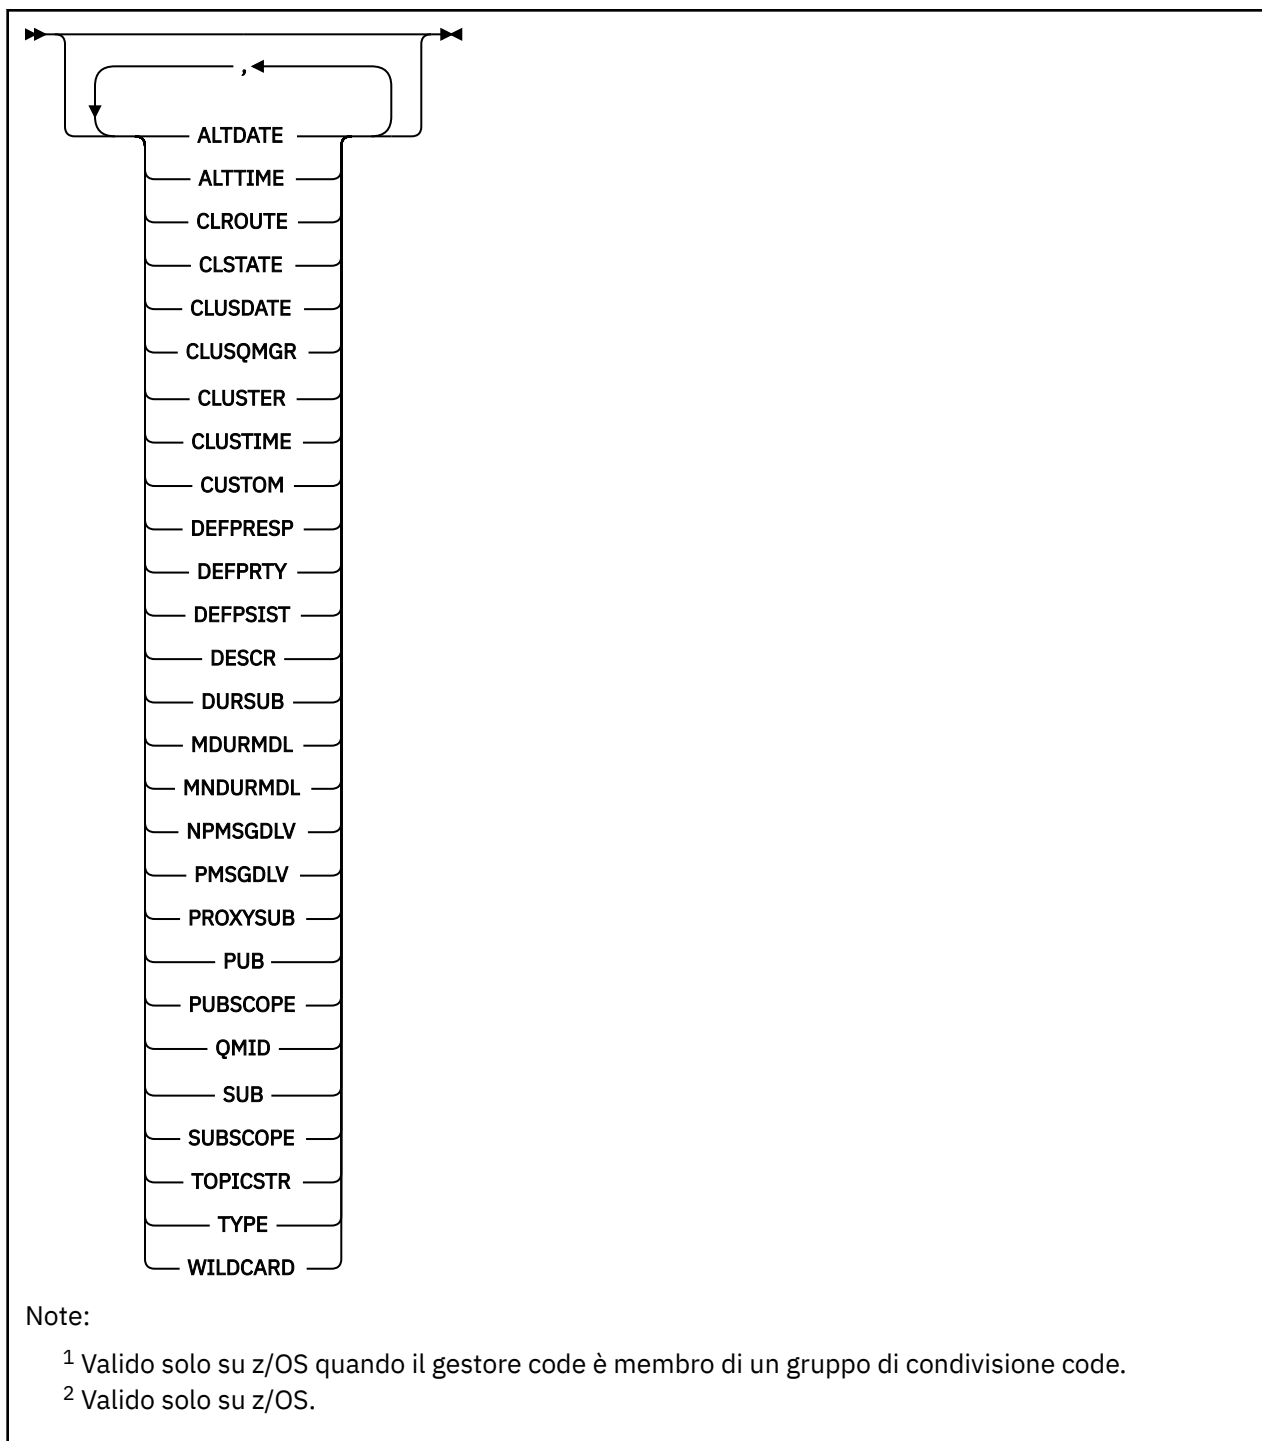 ,
ALTDATE
ALTTIME
CLROUTE
CLSTATE
CLUSDATE
CLUSQMGR
CLUSTER
CLUSTIME
CUSTOM
DEFPRESP
DEFPRTY
DEFPSIST
DESCR
DURSUB
MDURMDL
MNDURMDL
NPMSGDLV
PMSGDLV
PROXYSUB
PUB
PUBSCOPE
QMID
SUB
SUBSCOPE
TOPICSTR
TYPE
WILDCARD
Note:
1 Valido solo su z/OS quando il gestore code è membro di un gruppo di condivisione code.
2 Valido solo su z/OS.